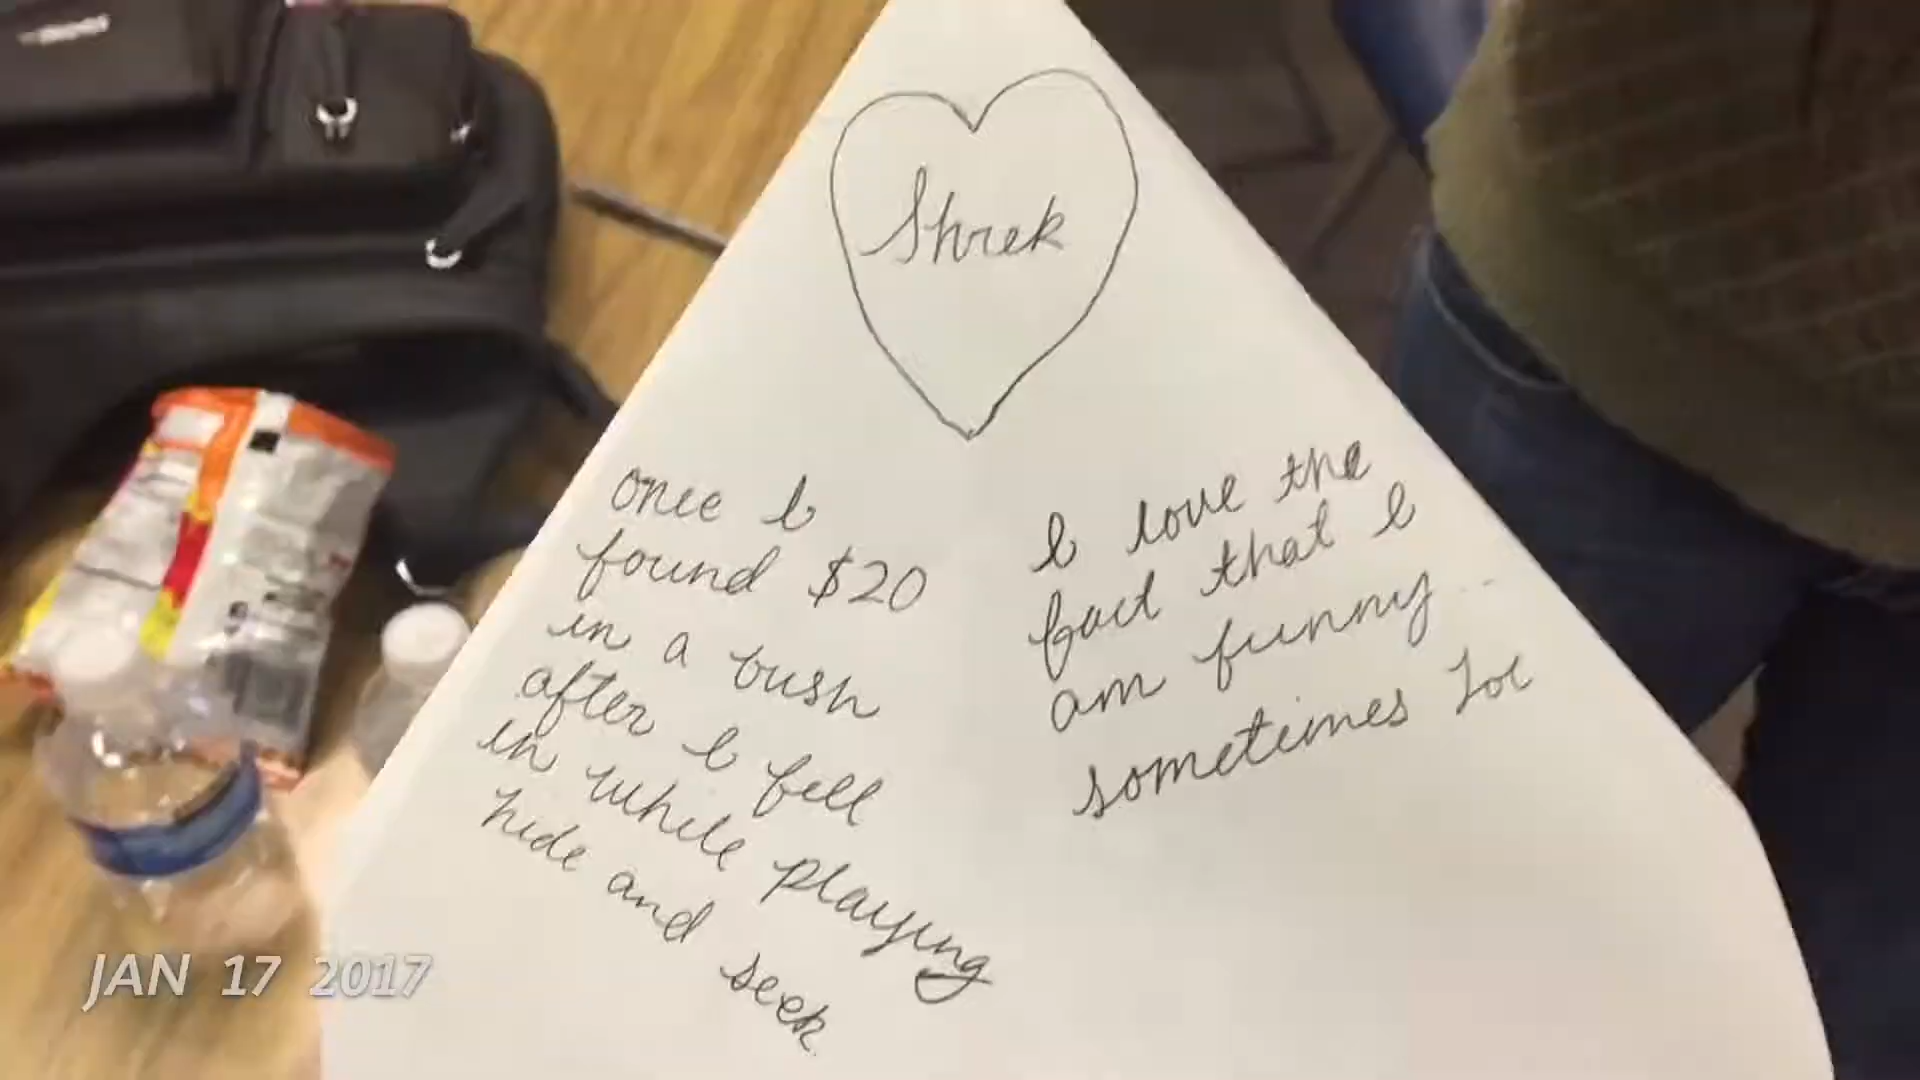 Shrek
once I
found $20
in a bush
after I fell
in while playing
hide and
seek.
I love the
fact that I
am funny...
sometimes lol
JAN 17 2017